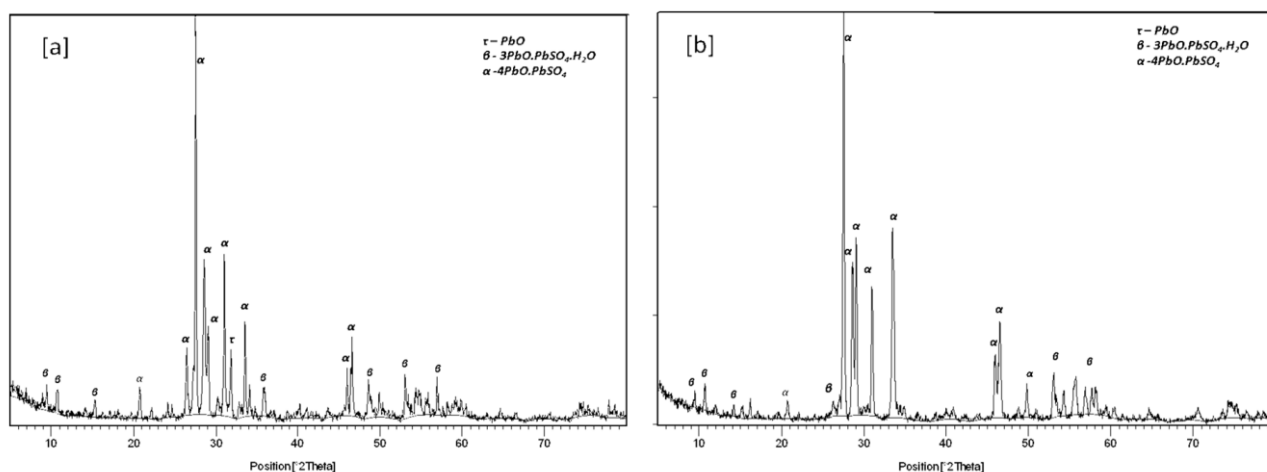 [a]
τ – PbO
β - 3PbO.PbSO₄.H₂O
α -4PbO.PbSO₄
α
α
α
α
α
α
τ
α
α
β
β
β
α
β
β
β
β
10 20 30 40 50 60 70
Position[°2Theta]
[b]
τ – PbO
β - 3PbO.PbSO₄.H₂O
α -4PbO.PbSO₄
α
α
α
α
α
α
α
β
β
β
α
β
α
β
β
10 20 30 40 50 60 70
Position[°2Theta]